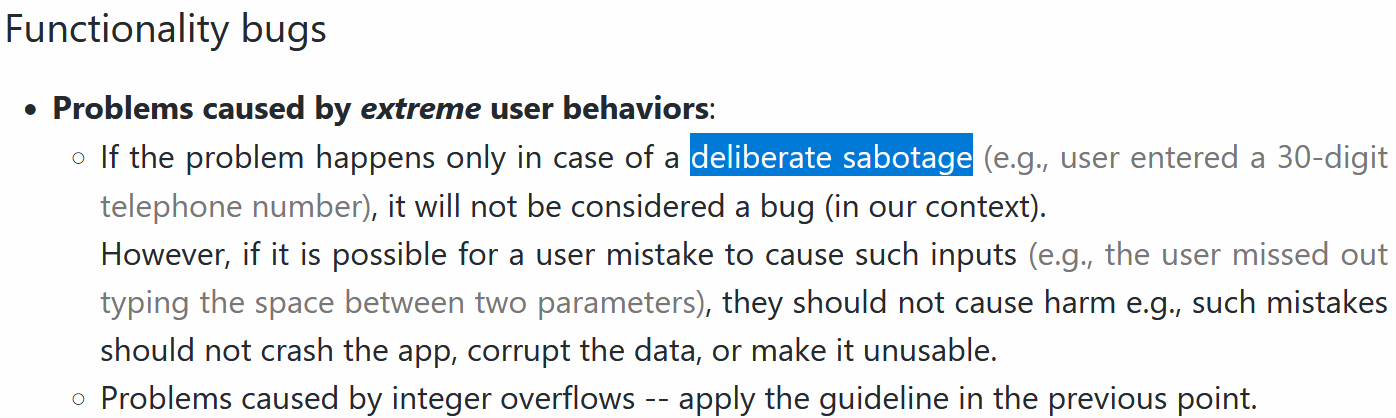 Functionality bugs
• Problems caused by extreme user behaviors:
○ If the problem happens only in case of a deliberate sabotage (e.g., user entered a 30-digit
telephone number), it will not be considered a bug (in our context).
However, if it is possible for a user mistake to cause such inputs (e.g., the user missed out
typing the space between two parameters), they should not cause harm e.g., such mistakes
should not crash the app, corrupt the data, or make it unusable.
○ Problems caused by integer overflows -- apply the guideline in the previous point.